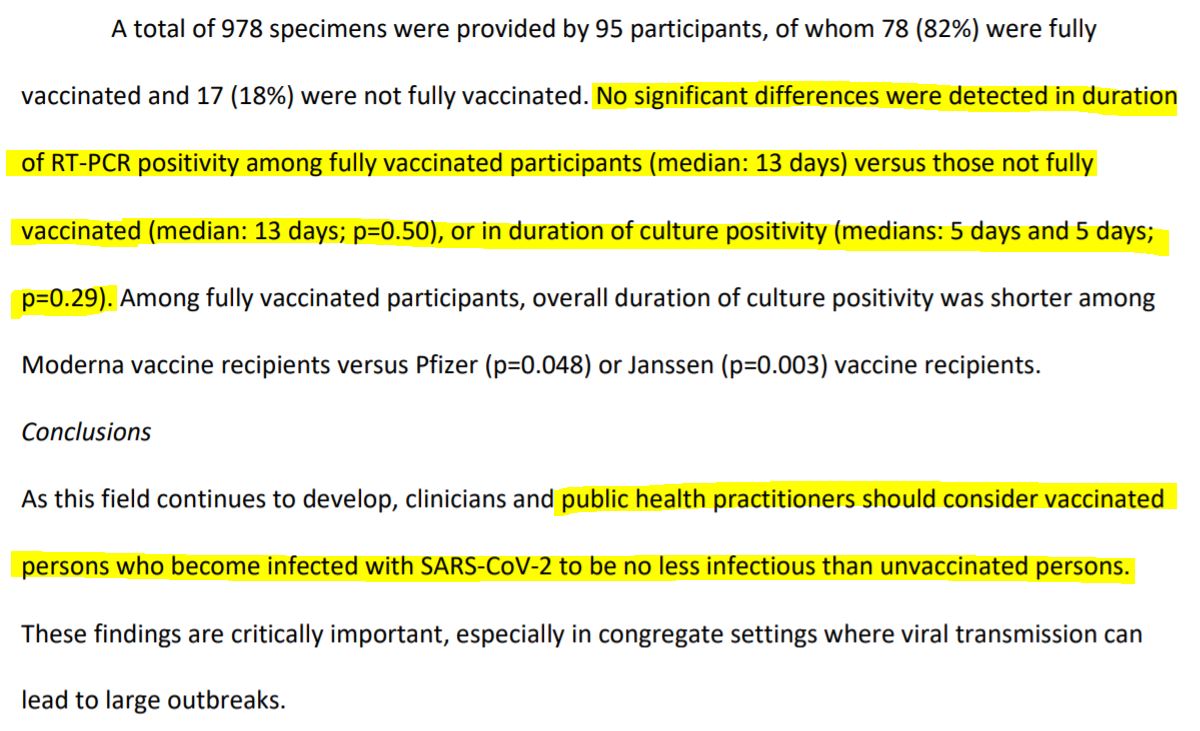 A total of 978 specimens were provided by 95 participants, of whom 78 (82%) were fully
vaccinated and 17 (18%) were not fully vaccinated. No significant differences were detected in duration
of RT-PCR positivity among fully vaccinated participants (median: 13 days) versus those not fully
vaccinated (median: 13 days; p=0.50), or in duration of culture positivity (medians: 5 days and 5 days;
p=0.29). Among fully vaccinated participants, overall duration of culture positivity was shorter among
Moderna vaccine recipients versus Pfizer (p=0.048) or Janssen (p=0.003) vaccine recipients.
Conclusions
As this field continues to develop, clinicians and public health practitioners should consider vaccinated
persons who become infected with SARS-CoV-2 to be no less infectious than unvaccinated persons.
These findings are critically important, especially in congregate settings where viral transmission can
lead to large outbreaks.